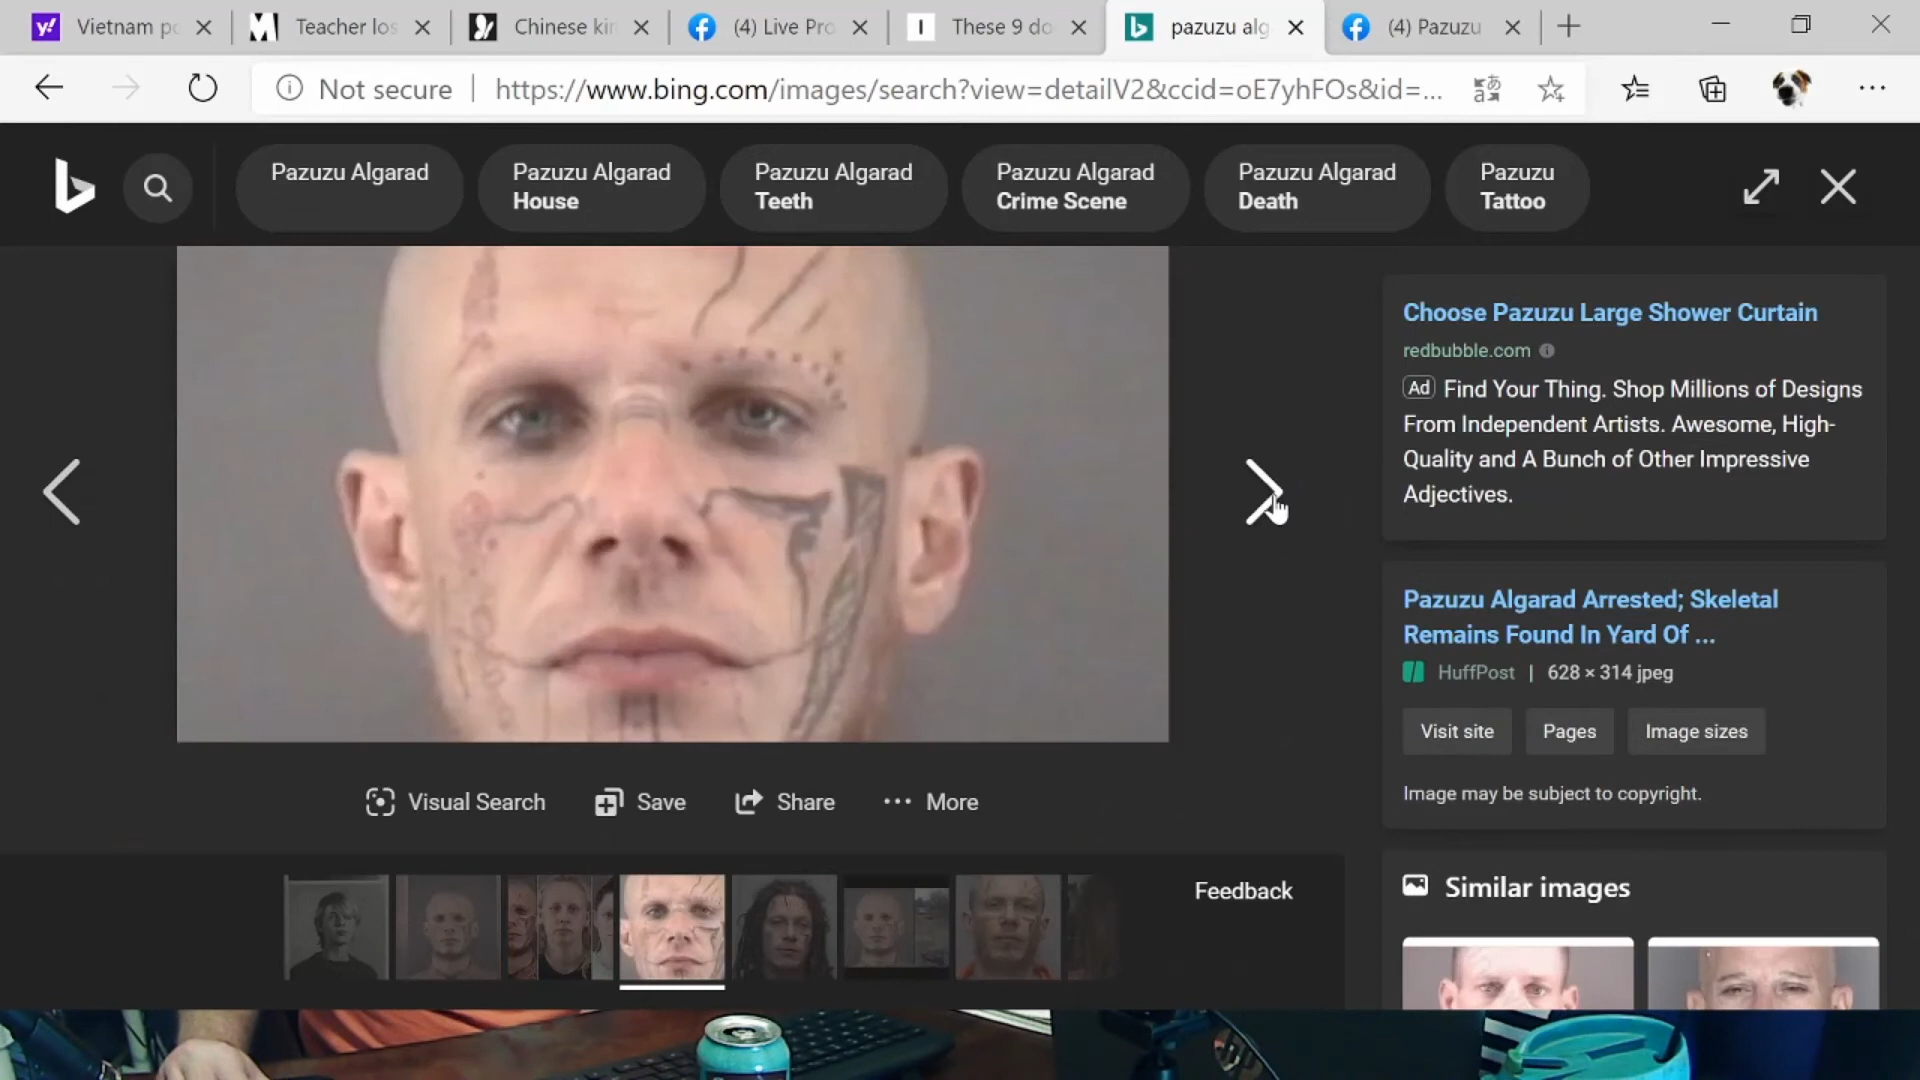 Vietnam po
Teacher los
Chinese kin
(4) Live Pro
These 9 do
pazuzu alg
(4) Pazuzu
Not secure
https://www.bing.com/images/search?view=detailV2&ccid=oE7yhFOs&id=...
Pazuzu Algarad
Pazuzu Algarad
House
Pazuzu Algarad
Teeth
Pazuzu Algarad
Crime Scene
Pazuzu Algarad
Death
Pazuzu
Tattoo
Choose Pazuzu Large Shower Curtain
redbubble.com
Ad Find Your Thing. Shop Millions of Designs
From Independent Artists. Awesome, High-
Quality and A Bunch of Other Impressive
Adjectives.
Pazuzu Algarad Arrested; Skeletal
Remains Found In Yard Of ...
HuffPost | 628 × 314 jpeg
Visit site
Pages
Image sizes
Image may be subject to copyright.
Visual Search
Save
Share
More
Feedback
Similar images